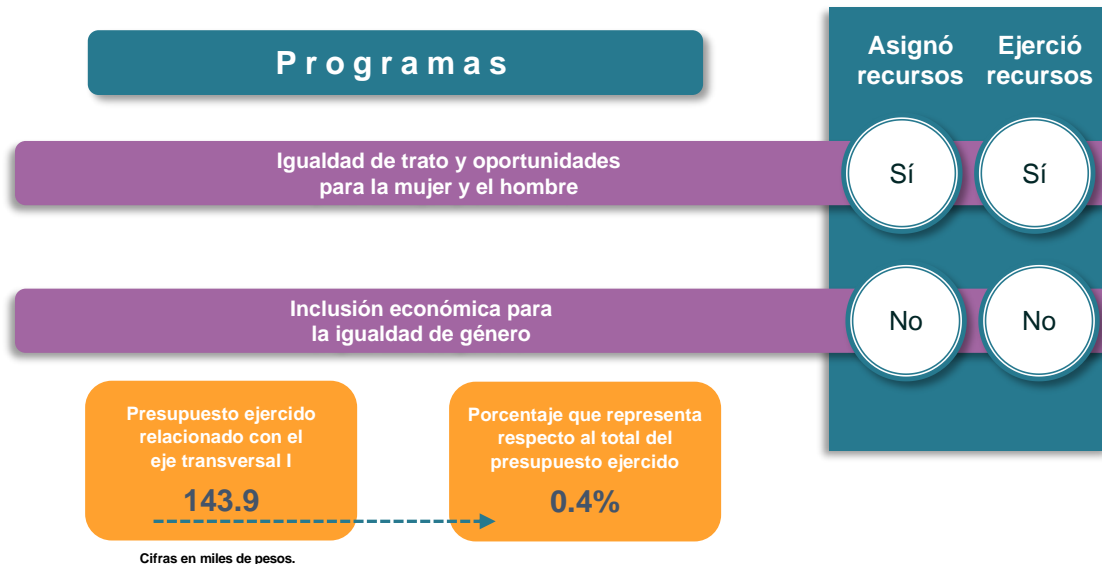 Programas
Asignó
recursos
Ejerció
recursos
Igualdad de trato y oportunidades
para la mujer y el hombre
Sí
Sí
Inclusión económica para
la igualdad de género
No
No
Presupuesto ejercido
relacionado con el
eje transversal I
143.9
Porcentaje que representa
respecto al total del
presupuesto ejercido
0.4%
Cifras en miles de pesos.